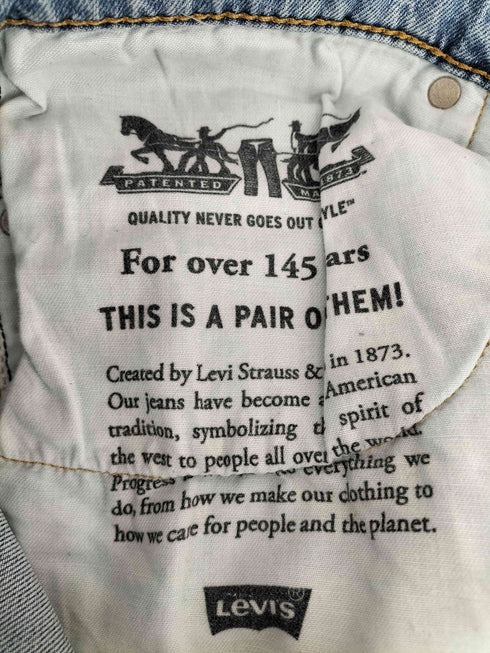 PATENTED MA 1873
QUALITY NEVER GOES OUT YLE™
For over 145 ars
THIS IS A PAIR O THEM!
Created by Levi Strauss & in 1873.
Our jeans have become American
tradition, symbolizing spirit of
the west to people all over the world.
Progress everything we
do, from how we make our clothing to
how we care for people and the planet.
LEVI'S®